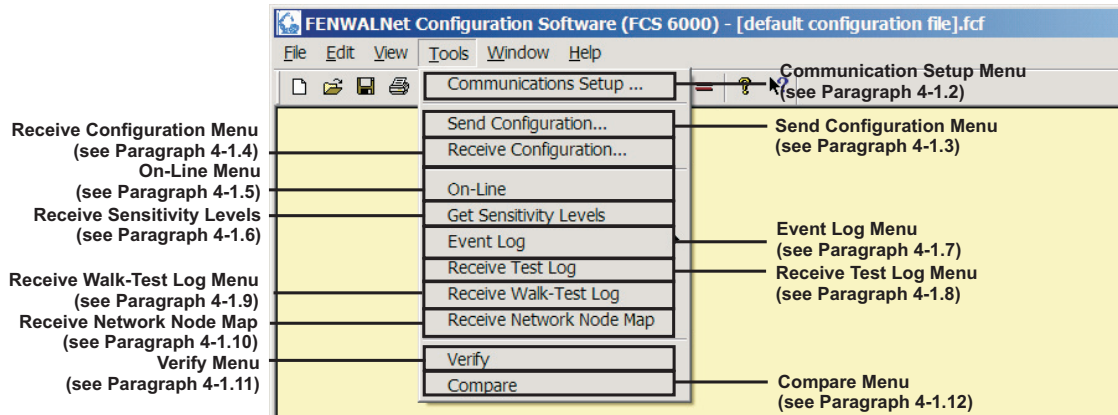 FENWALNet Configuration Software (FCS 6000) - [default configuration file].fcf
File Edit View Tools Window Help
Communications Setup ...
Send Configuration...
Receive Configuration...
On-Line
Get Sensitivity Levels
Event Log
Receive Test Log
Receive Walk-Test Log
Receive Network Node Map
Verify
Compare
Receive Configuration Menu
(see Paragraph 4-1.4)
On-Line Menu
(see Paragraph 4-1.5)
Receive Sensitivity Levels
(see Paragraph 4-1.6)
Receive Walk-Test Log Menu
(see Paragraph 4-1.9)
Receive Network Node Map
(see Paragraph 4-1.10)
Verify Menu
(see Paragraph 4-1.11)
Communication Setup Menu
(see Paragraph 4-1.2)
Send Configuration Menu
(see Paragraph 4-1.3)
Event Log Menu
(see Paragraph 4-1.7)
Receive Test Log Menu
(see Paragraph 4-1.8)
Compare Menu
(see Paragraph 4-1.12)